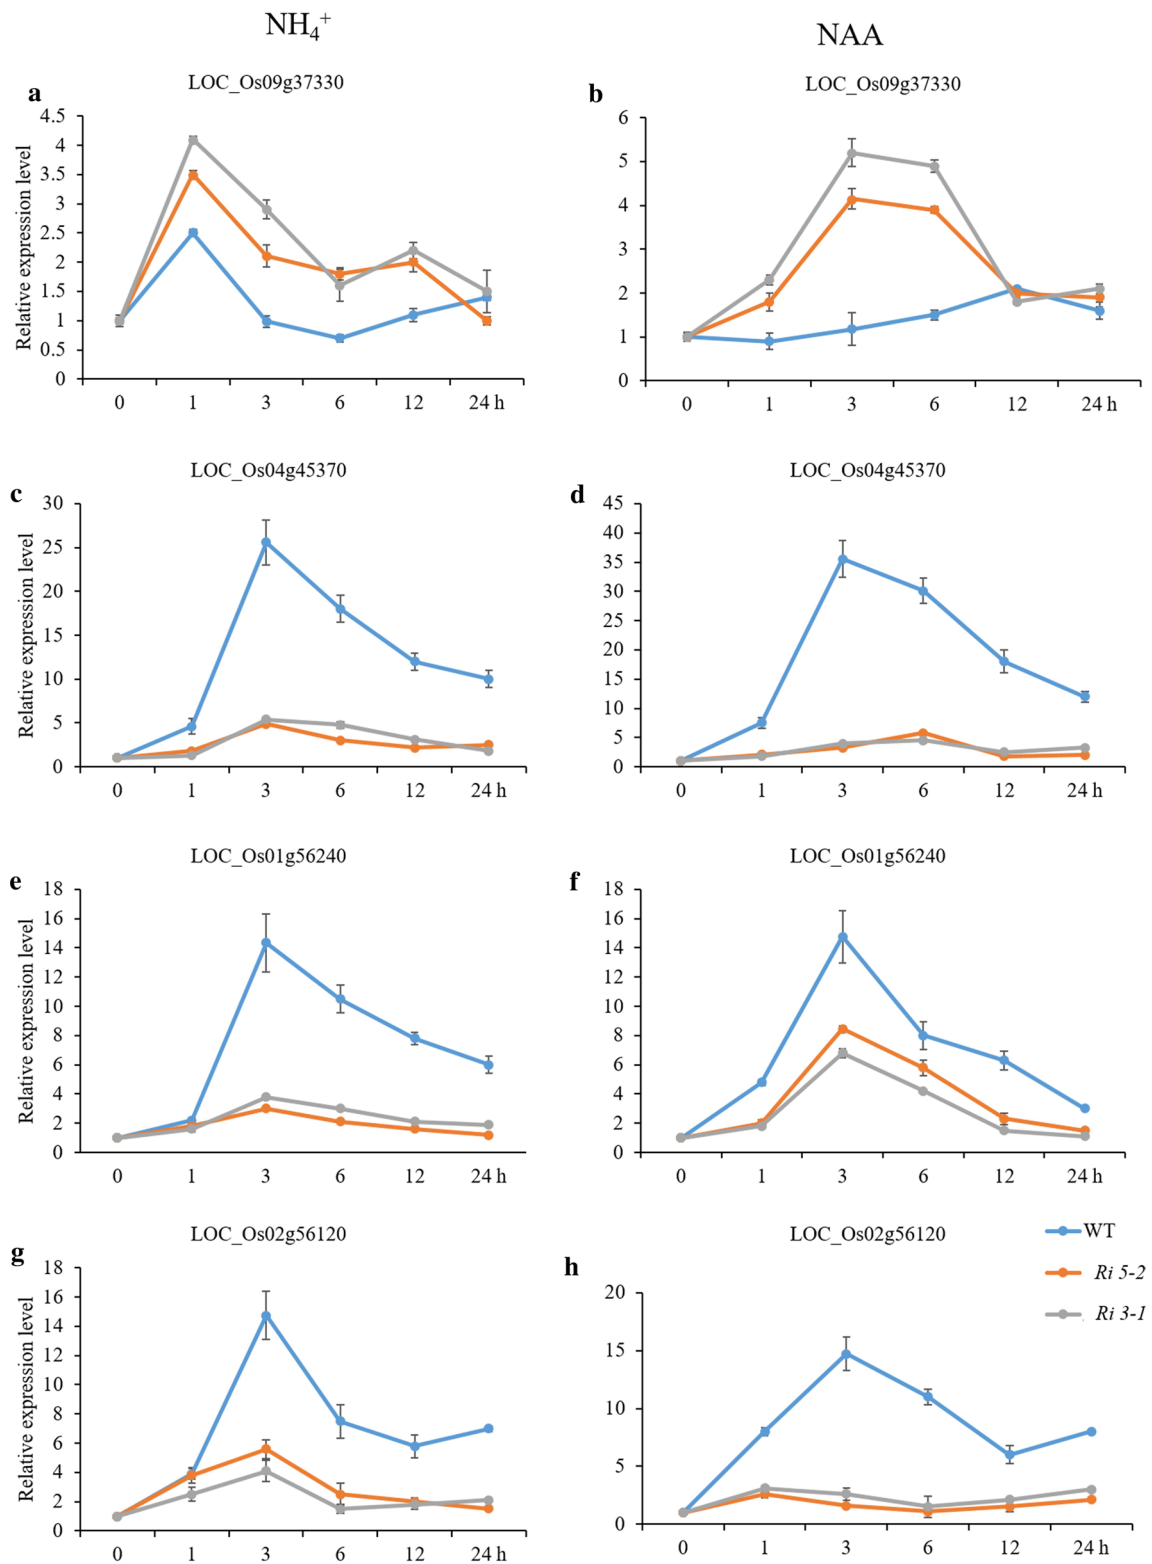 NH₄⁺
NAA
a
LOC_Os09g37330
Relative expression level
4.5
4
3.5
3
2.5
2
1.5
1
0.5
0
0 1 3 6 12 24 h
b
LOC_Os09g37330
6
5
4
3
2
1
0
0 1 3 6 12 24 h
c
LOC_Os04g45370
Relative expression level
30
25
20
15
10
5
0
0 1 3 6 12 24 h
d
LOC_Os04g45370
45
40
35
30
25
20
15
10
5
0
0 1 3 6 12 24 h
e
LOC_Os01g56240
Relative expression level
18
16
14
12
10
8
6
4
2
0
0 1 3 6 12 24 h
f
LOC_Os01g56240
18
16
14
12
10
8
6
4
2
0
0 1 3 6 12 24 h
g
LOC_Os02g56120
Relative expression level
18
16
14
12
10
8
6
4
2
0
0 1 3 6 12 24 h
h
LOC_Os02g56120
20
15
10
5
0
0 1 3 6 12 24 h
WT
Ri 5-2
Ri 3-1